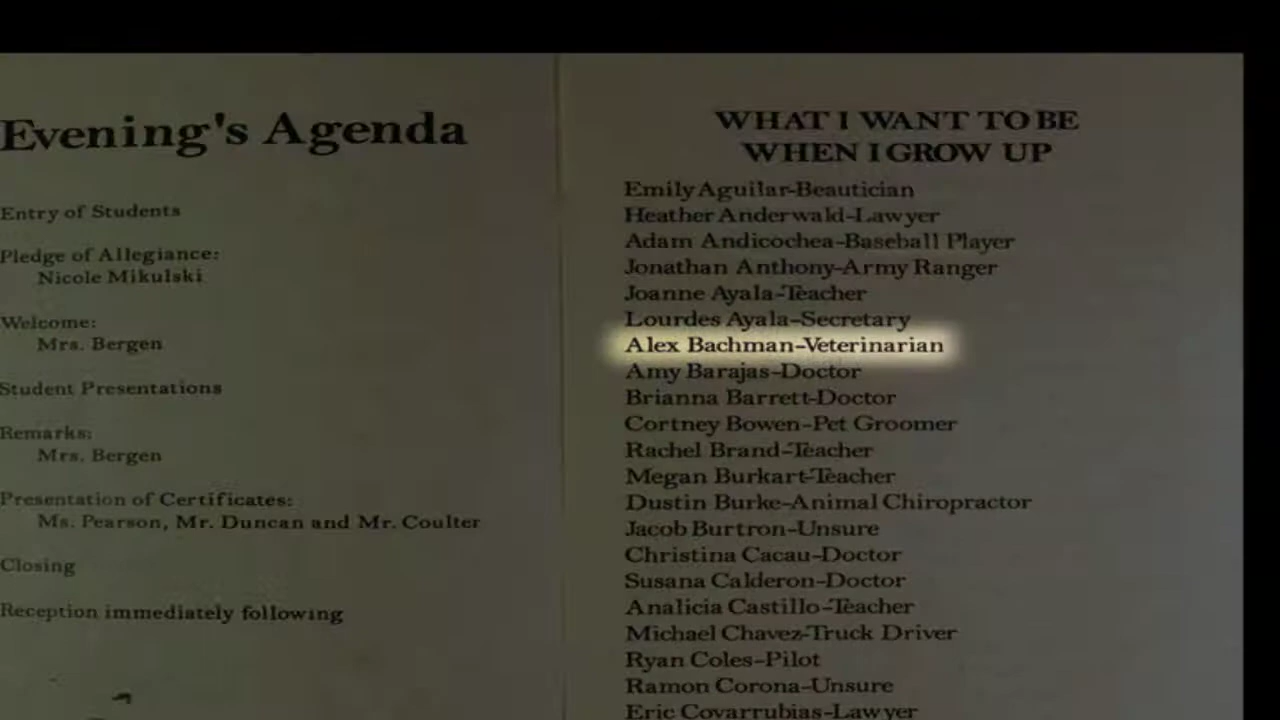 Evening's Agenda
Entry of Students
Pledge of Allegiance:
Nicole Mikulski
Welcome:
Mrs. Bergen
Student Presentations
Remarks:
Mrs. Bergen
Presentation of Certificates:
Ms. Pearson, Mr. Duncan and Mr. Coulter
Closing
Reception immediately following
WHAT I WANT TO BE
WHEN I GROW UP
Emily Aguilar-Beautician
Heather Anderwald-Lawyer
Adam Andicochea-Baseball Player
Jonathan Anthony-Army Ranger
Joanne Ayala-Teacher
Lourdes Ayala-Secretary
Alex Bachman-Veterinarian
Amy Barajas-Doctor
Brianna Barrett-Doctor
Cortney Bowen-Pet Groomer
Rachel Brand-Teacher
Megan Burkart-Teacher
Dustin Burke-Animal Chiropractor
Jacob Burtron-Unsure
Christina Cacau-Doctor
Susana Calderon-Doctor
Analicia Castillo-Teacher
Michael Chavez-Truck Driver
Ryan Coles-Pilot
Ramon Corona-Unsure
Eric Covarrubias-Lawyer